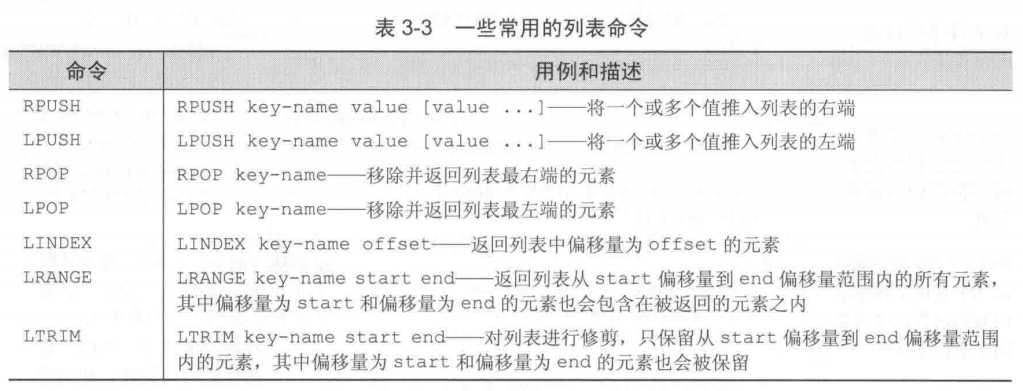 表 3-3 一些常用的列表命令
命令 用例和描述
RPUSH RPUSH key-name value [value ...]——将一个或多个值推入列表的右端
LPUSH LPUSH key-name value [value ...]——将一个或多个值推入列表的左端
RPOP RPOP key-name——移除并返回列表最右端的元素
LPOP LPOP key-name——移除并返回列表最左端的元素
LINDEX LINDEX key-name offset——返回列表中偏移量为 offset 的元素
LRANGE LRANGE key-name start end——返回列表从 start 偏移量到 end 偏移量范围内的所有元素，
其中偏移量为 start 和偏移量为 end 的元素也会包含在被返回的元素之内
LTRIM LTRIM key-name start end——对列表进行修剪，只保留从 start 偏移量到 end 偏移量范围
内的元素，其中偏移量为 start 和偏移量为 end 的元素也会被保留